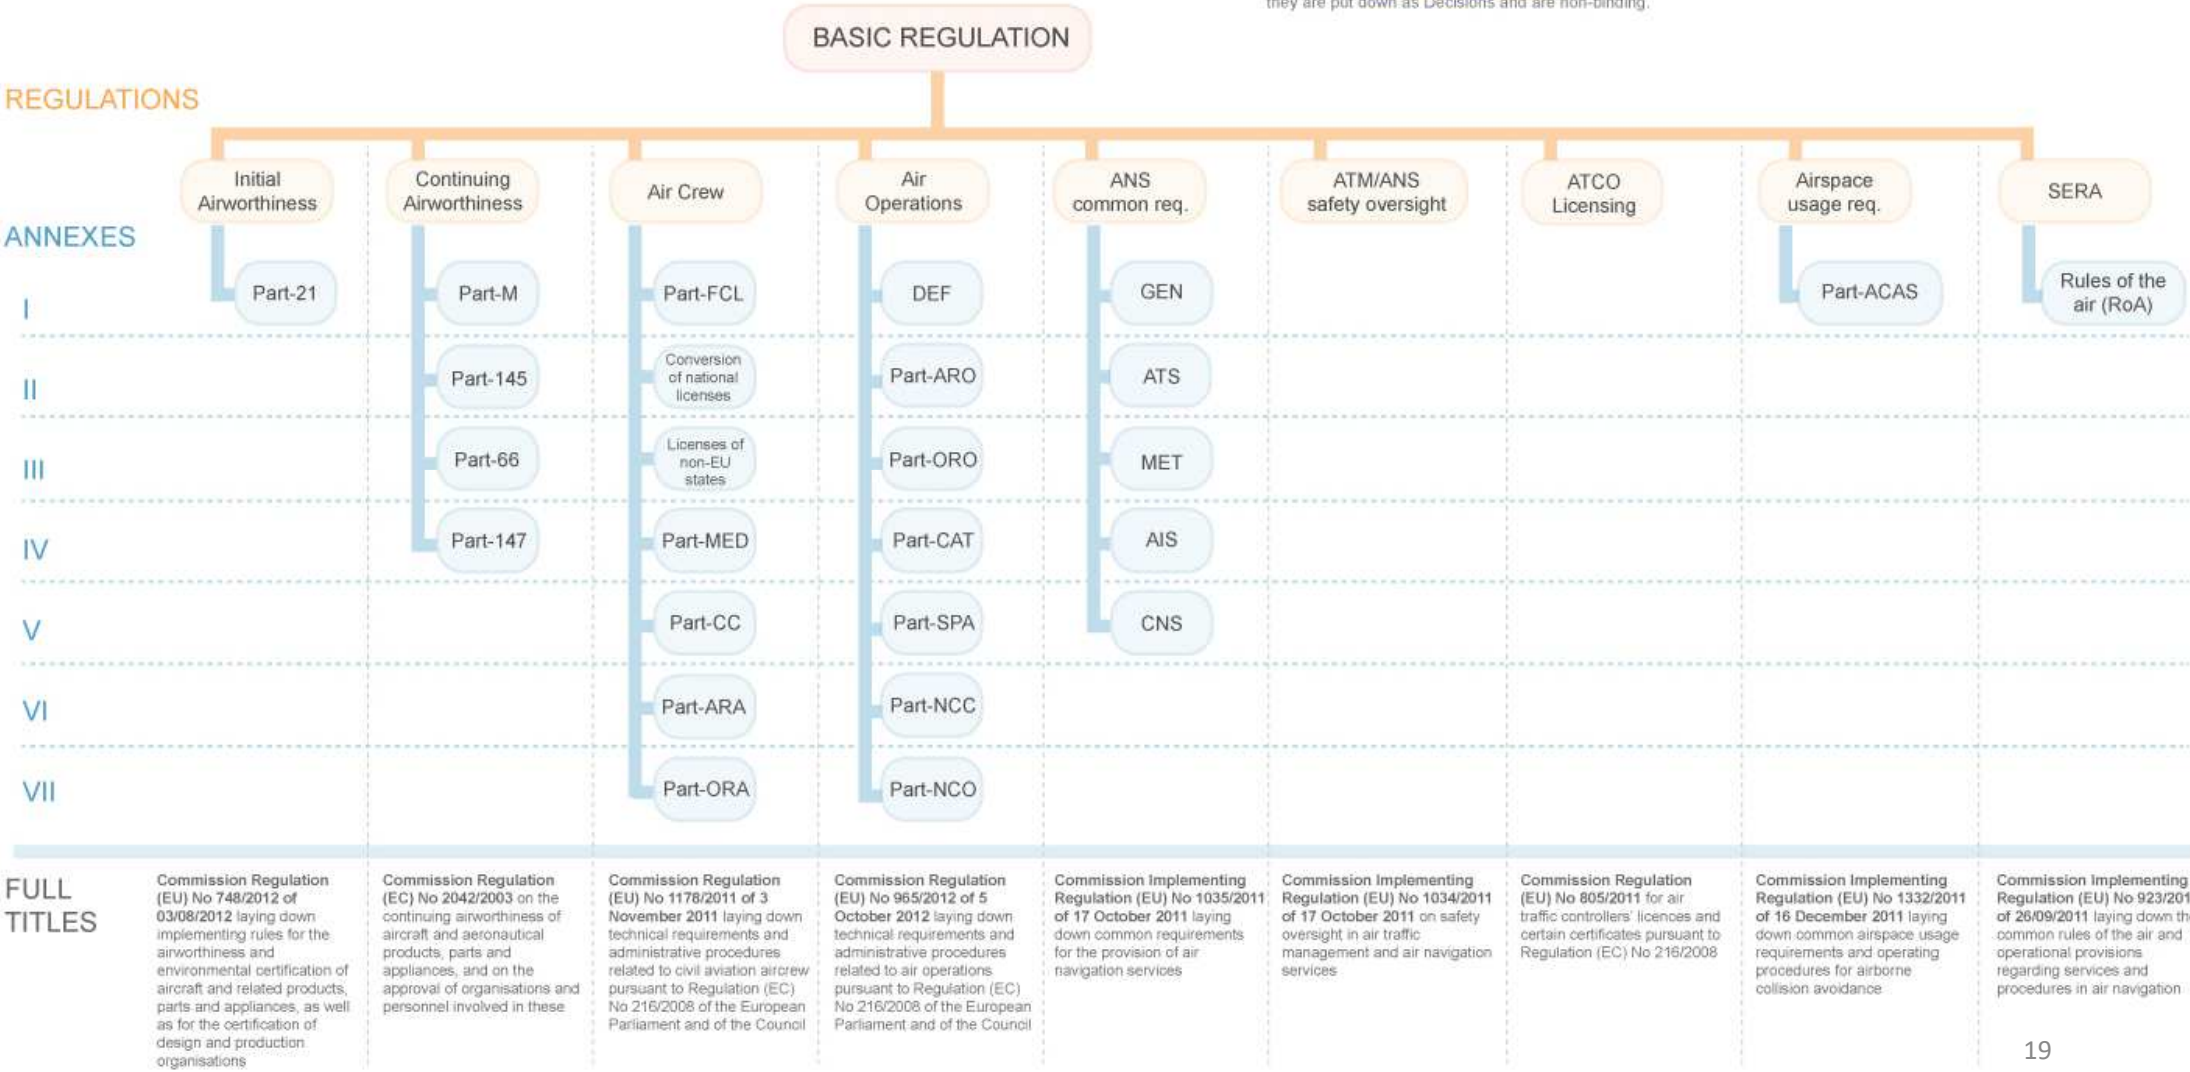 they are put down as Decisions and are non-binding.
BASIC REGULATION
REGULATIONS
Initial
Airworthiness
Continuing
Airworthiness
Air Crew
Air
Operations
ANS
common req.
ATM/ANS
safety oversight
ATCO
Licensing
Airspace
usage req.
SERA
ANNEXES
I
Part-21
Part-M
Part-FCL
DEF
GEN
Part-ACAS
Rules of the
air (RoA)
II
Part-145
Conversion
of national
licenses
Part-ARO
ATS
III
Part-66
Licenses of
non-EU
states
Part-ORO
MET
IV
Part-147
Part-MED
Part-CAT
AIS
V
Part-CC
Part-SPA
CNS
VI
Part-ARA
Part-NCC
VII
Part-ORA
Part-NCO
FULL
TITLES
Commission Regulation
(EU) No 748/2012 of
03/08/2012 laying down
implementing rules for the
airworthiness and
environmental certification of
aircraft and related products,
parts and appliances, as well
as for the certification of
design and production
organisations
Commission Regulation
(EC) No 2042/2003 on the
continuing airworthiness of
aircraft and aeronautical
products, parts and
appliances, and on the
approval of organisations and
personnel involved in these
Commission Regulation
(EU) No 1178/2011 of 3
November 2011 laying down
technical requirements and
administrative procedures
related to civil aviation aircrew
pursuant to Regulation (EC)
No 216/2008 of the European
Parliament and of the Council
Commission Regulation
(EU) No 965/2012 of 5
October 2012 laying down
technical requirements and
administrative procedures
related to air operations
pursuant to Regulation (EC)
No 216/2008 of the European
Parliament and of the Council
Commission Implementing
Regulation (EU) No 1035/2011
of 17 October 2011 laying
down common requirements
for the provision of air
navigation services
Commission Implementing
Regulation (EU) No 1034/2011
of 17 October 2011 on safety
oversight in air traffic
management and air navigation
services
Commission Regulation
(EU) No 805/2011 for air
traffic controllers' licences and
certain certificates pursuant to
Regulation (EC) No 216/2008
Commission Implementing
Regulation (EU) No 1332/2011
of 16 December 2011 laying
down common airspace usage
requirements and operating
procedures for airborne
collision avoidance
Commission Implementing
Regulation (EU) No 923/201
of 26/09/2011 laying down th
common rules of the air and
operational provisions
regarding services and
procedures in air navigation
19